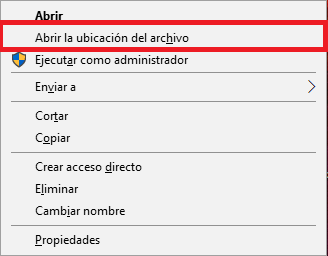 Abrir
Abrir la ubicación del archivo
Ejecutar como administrador
Enviar a
Cortar
Copiar
Crear acceso directo
Eliminar
Cambiar nombre
Propiedades